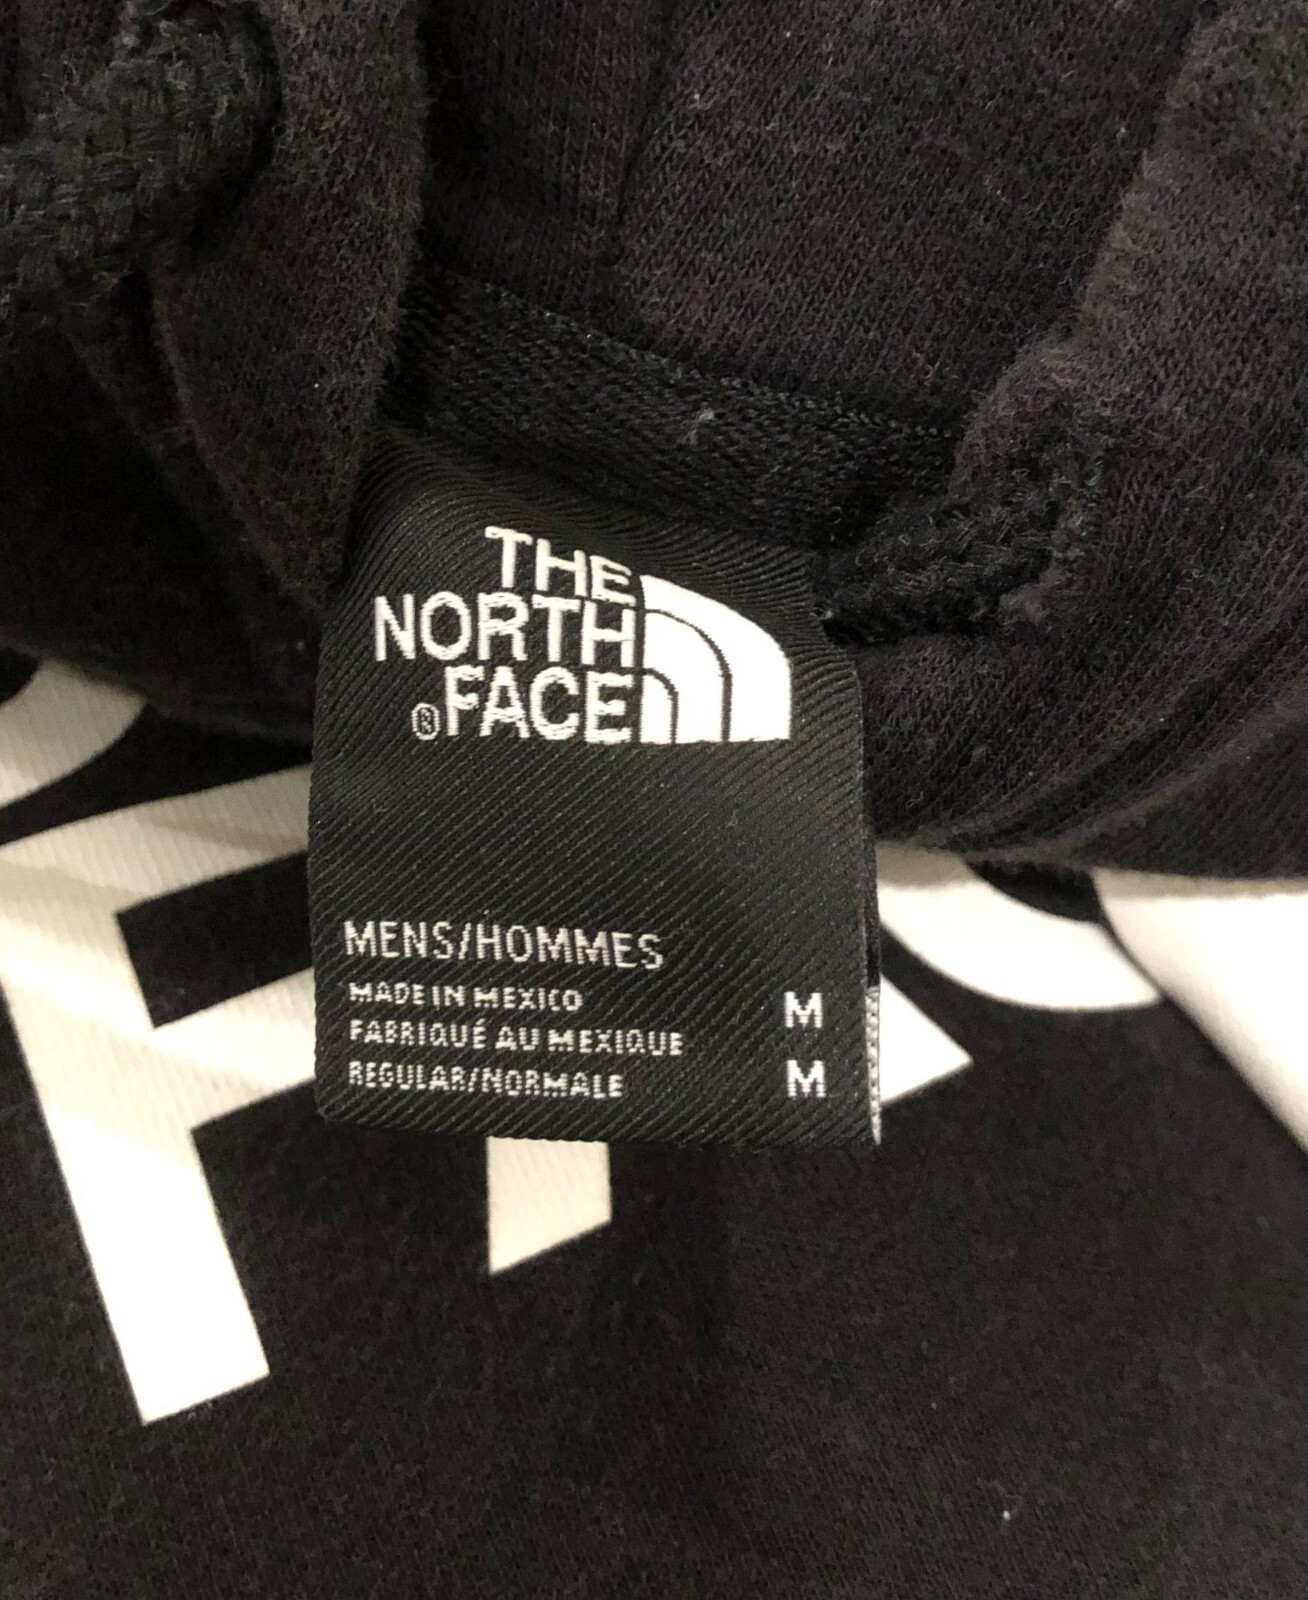 THE
NORTH
®FACE
MENS/HOMMES
MADE IN MEXICO M
FABRIQUÉ AU MEXIQUE
REGULAR/NORMALE M